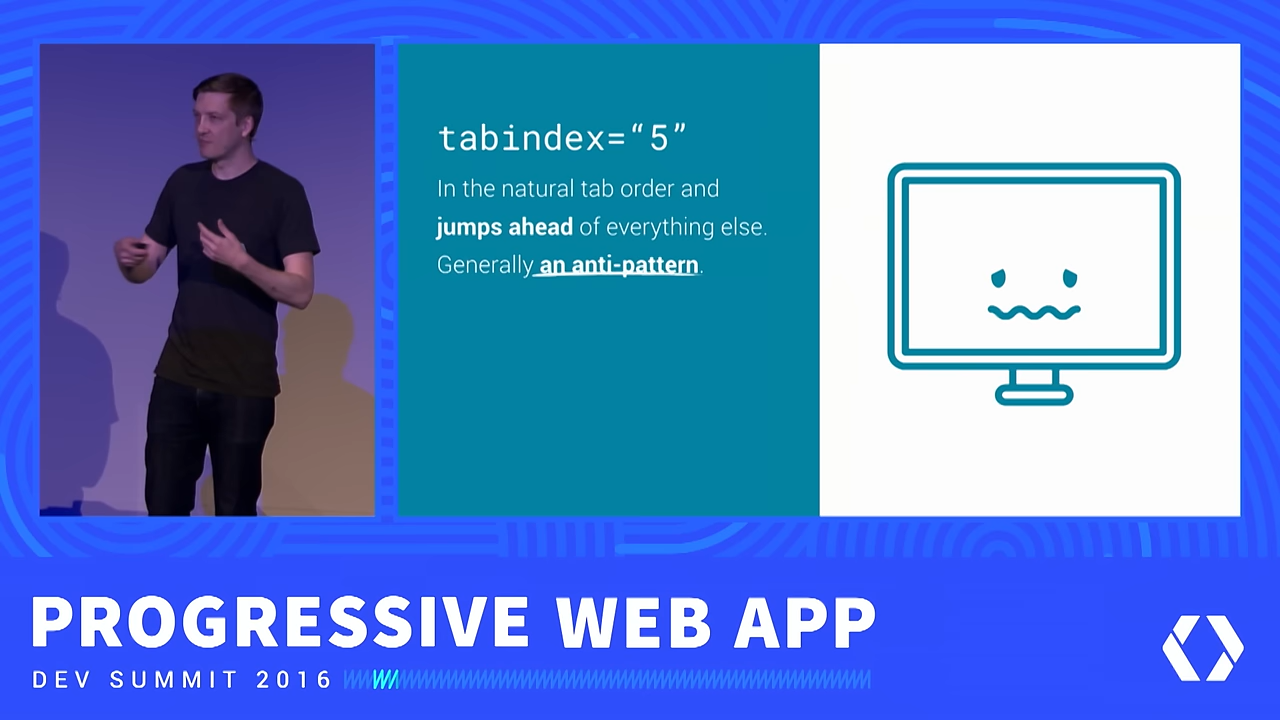 tabindex=“5”
In the natural tab order and
jumps ahead of everything else.
Generally an anti-pattern.
PROGRESSIVE WEB APP
DEV SUMMIT 2016